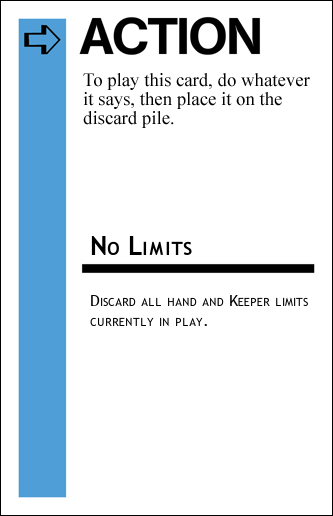 ACTION
To play this card, do whatever
it says, then place it on the
discard pile.
No Limits
Discard all hand and Keeper limits
currently in play.